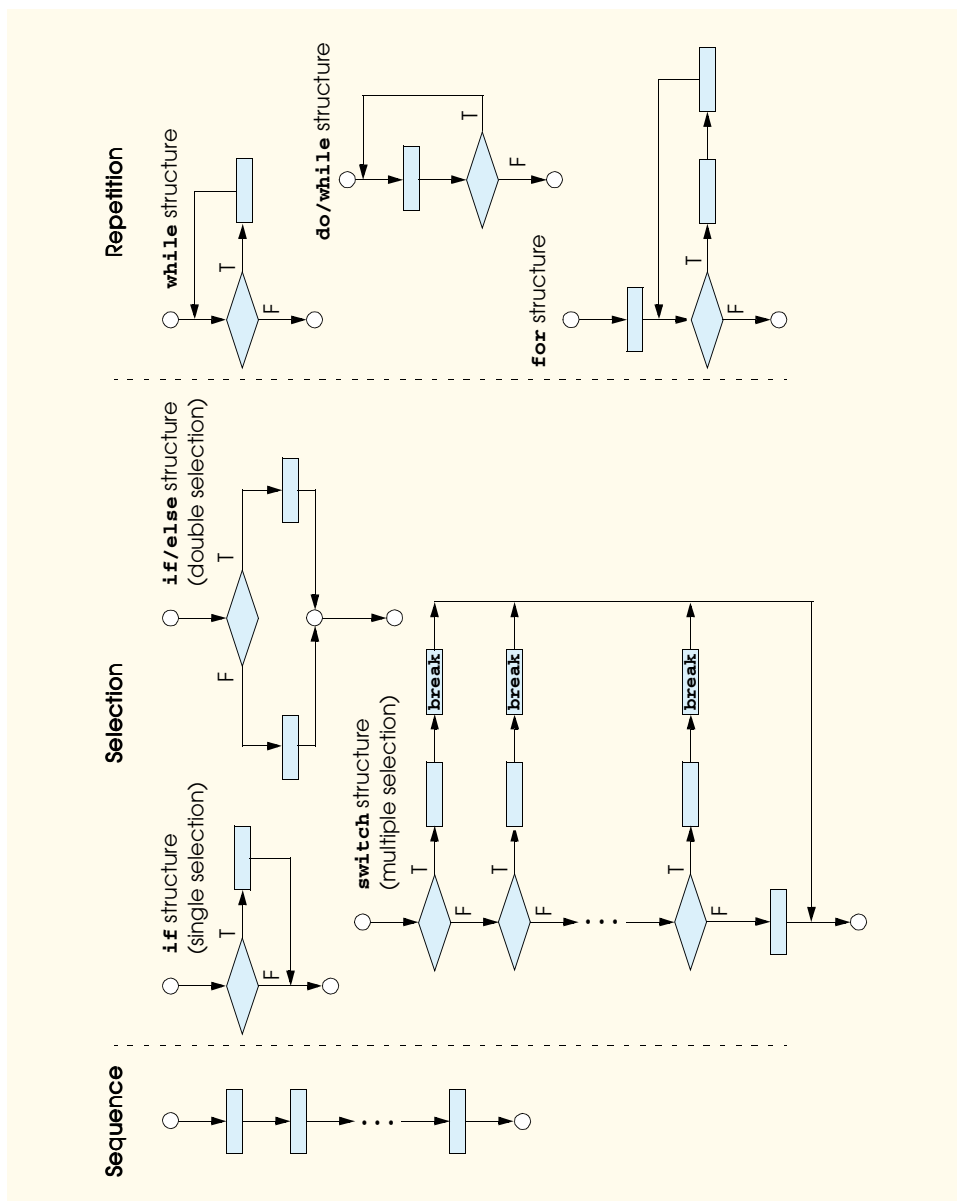 Sequence
Selection
if structure
(single selection)
T
F
if/else structure
(double selection)
F
T
switch structure
(multiple selection)
T
break
F
T
break
F
...
T
break
F
Repetition
while structure
T
F
do/while structure
T
F
for structure
T
F